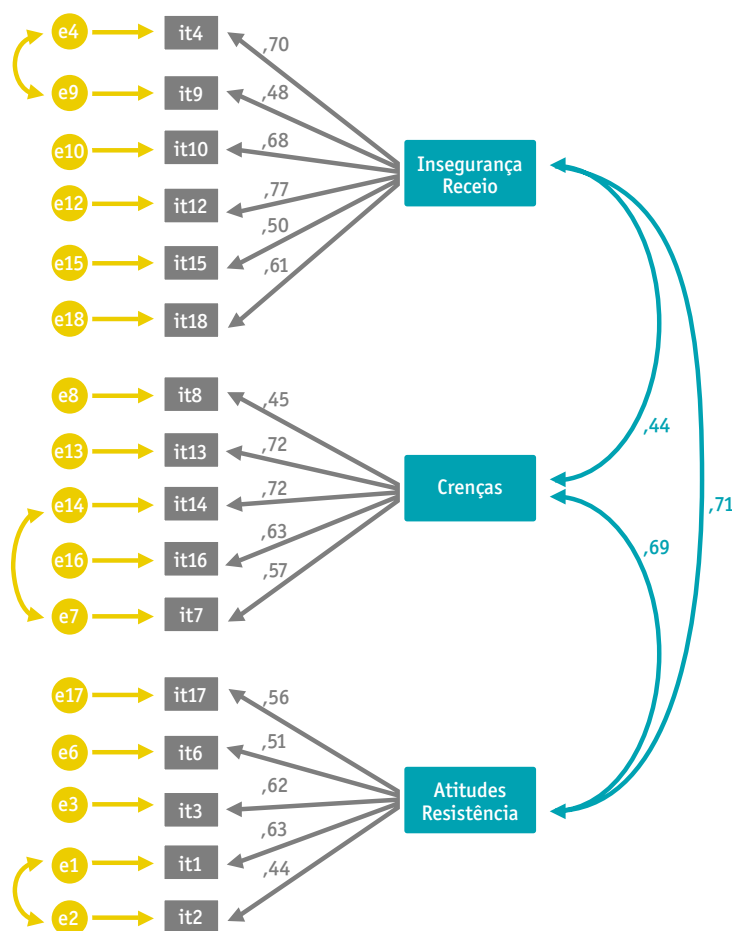 e4 it4 ,70
e9 it9 ,48
e10 it10 ,68
Insegurança
Receio
e12 it12 ,77
e15 it15 ,50
e18 it18 ,61
e8 it8 ,45
,44
e13 it13 ,72
Crenças
e14 it14 ,72
,71
e16 it16 ,63
,69
e7 it7 ,57
e17 it17 ,56
e6 it6 ,51
e3 it3 ,62
Atitudes
Resistência
e1 it1 ,63
e2 it2 ,44